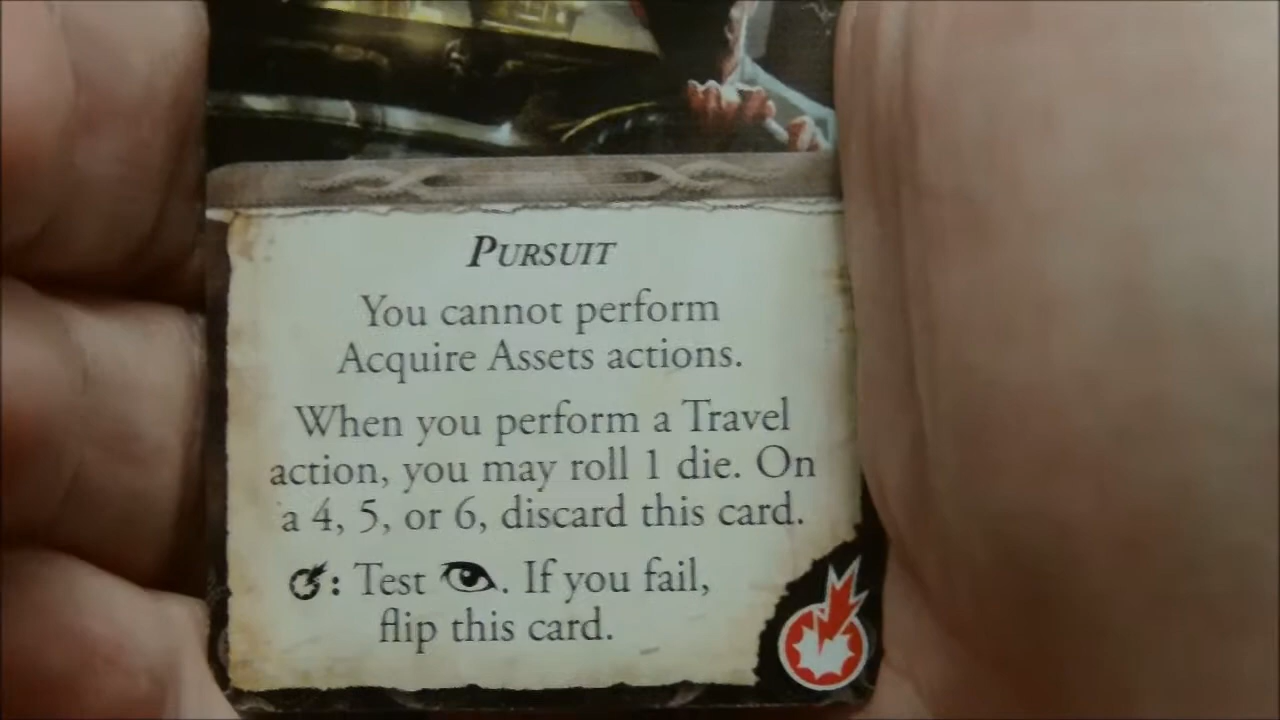 PURSUIT
You cannot perform
Acquire Assets actions.
When you perform a Travel
action, you may roll 1 die. On
a 4, 5, or 6, discard this card.
: Test . If you fail,
flip this card.